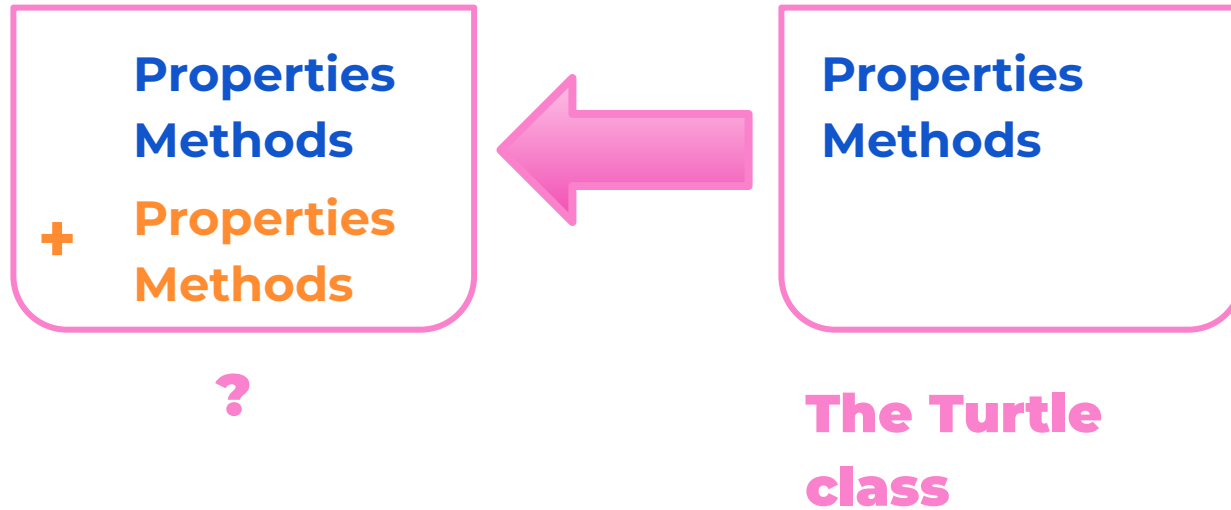 Properties
Methods
+
Properties
Methods
?
Properties
Methods
The Turtle
class